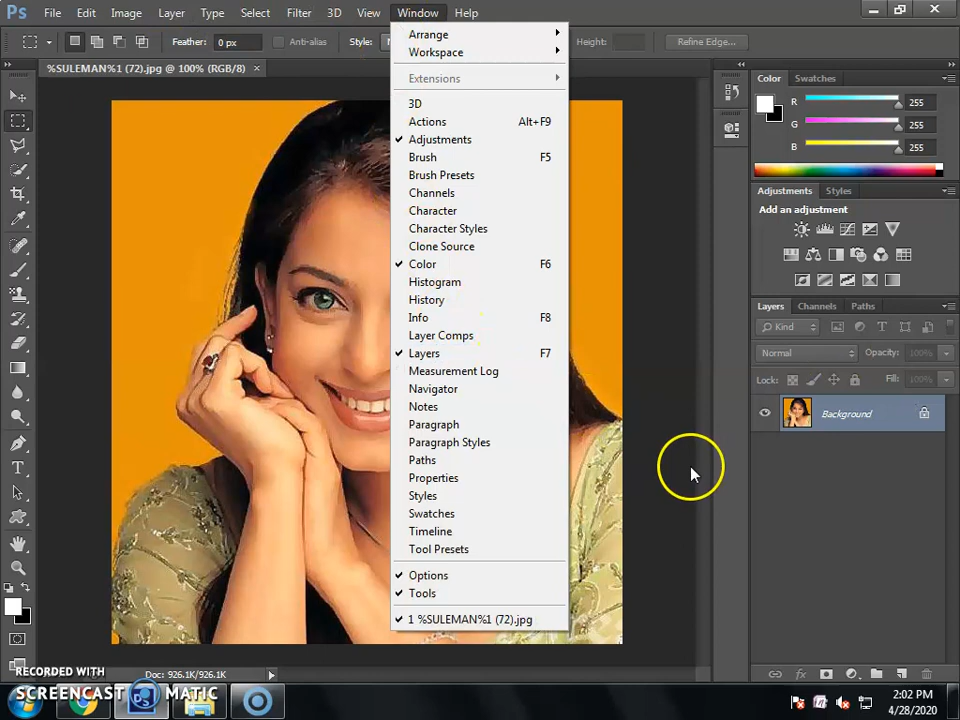 Ps File Edit Image Layer Type Select Filter 3D View Window Help
Feather: 0 px Anti-alias Style: Height: Refine Edge...
%SULEMAN%1 (72).jpg @ 100% (RGB/8) ×
Arrange
Workspace
Extensions
3D
Actions Alt+F9
Adjustments
Brush F5
Brush Presets
Channels
Character
Character Styles
Clone Source
Color F6
Histogram
History
Info F8
Layer Comps
Layers F7
Measurement Log
Navigator
Notes
Paragraph
Paragraph Styles
Paths
Properties
Styles
Swatches
Timeline
Tool Presets
Options
Tools
1 %SULEMAN%1 (72).jpg
Color Swatches
R 255
G 255
B 255
Adjustments Styles
Add an adjustment
Layers Channels Paths
Kind
Normal Opacity: 100%
Lock: Fill: 100%
Background
Doc: 926.1K/926.1K
RECORDED WITH
SCREENCAST MATIC
2:02 PM
4/28/2020